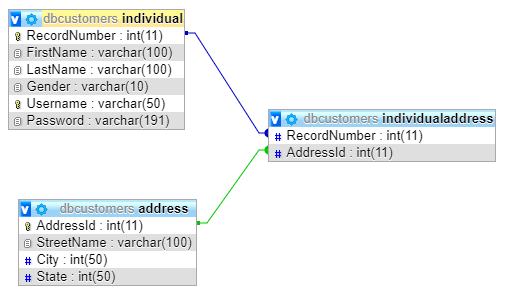 dbcustomers individual
RecordNumber : int(11)
FirstName : varchar(100)
LastName : varchar(100)
Gender : varchar(10)
Username : varchar(50)
Password : varchar(191)
dbcustomers individualaddress
# RecordNumber : int(11)
# AddressId : int(11)
dbcustomers address
AddressId : int(11)
StreetName : varchar(100)
# City : int(50)
# State : int(50)